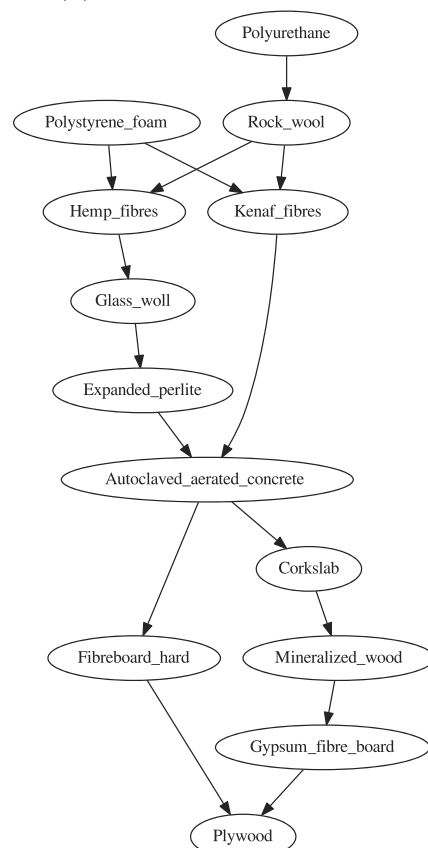 Polyurethane
Polystyrene_foam
Rock_wool
Hemp_fibres
Kenaf_fibres
Glass_woll
Expanded_perlite
Autoclaved_aerated_concrete
Corkslab
Fibreboard_hard
Mineralized_wood
Gypsum_fibre_board
Plywood